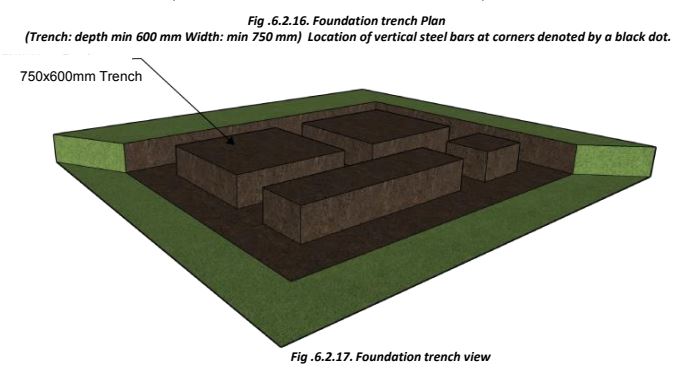 Fig .6.2.16. Foundation trench Plan
(Trench: depth min 600 mm Width: min 750 mm)  Location of vertical steel bars at corners denoted by a black dot.
750x600mm Trench
Fig .6.2.17. Foundation trench view